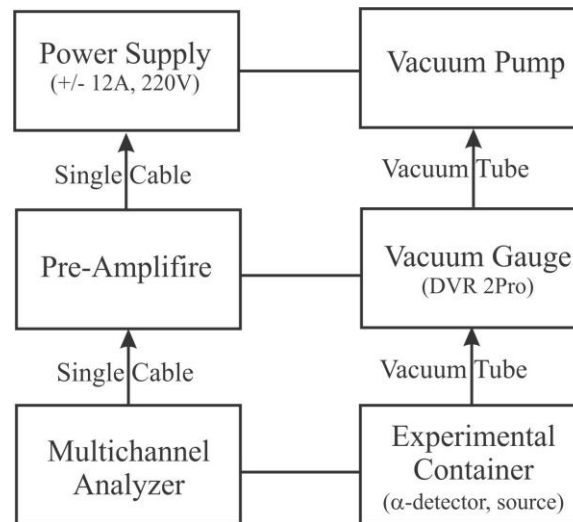 Power Supply
(+/- 12A, 220V)
Vacuum Pump
Single Cable
Vacuum Tube
Pre-Amplifire
Vacuum Gauge
(DVR 2Pro)
Single Cable
Vacuum Tube
Multichannel
Analyzer
Experimental
Container
(α-detector, source)